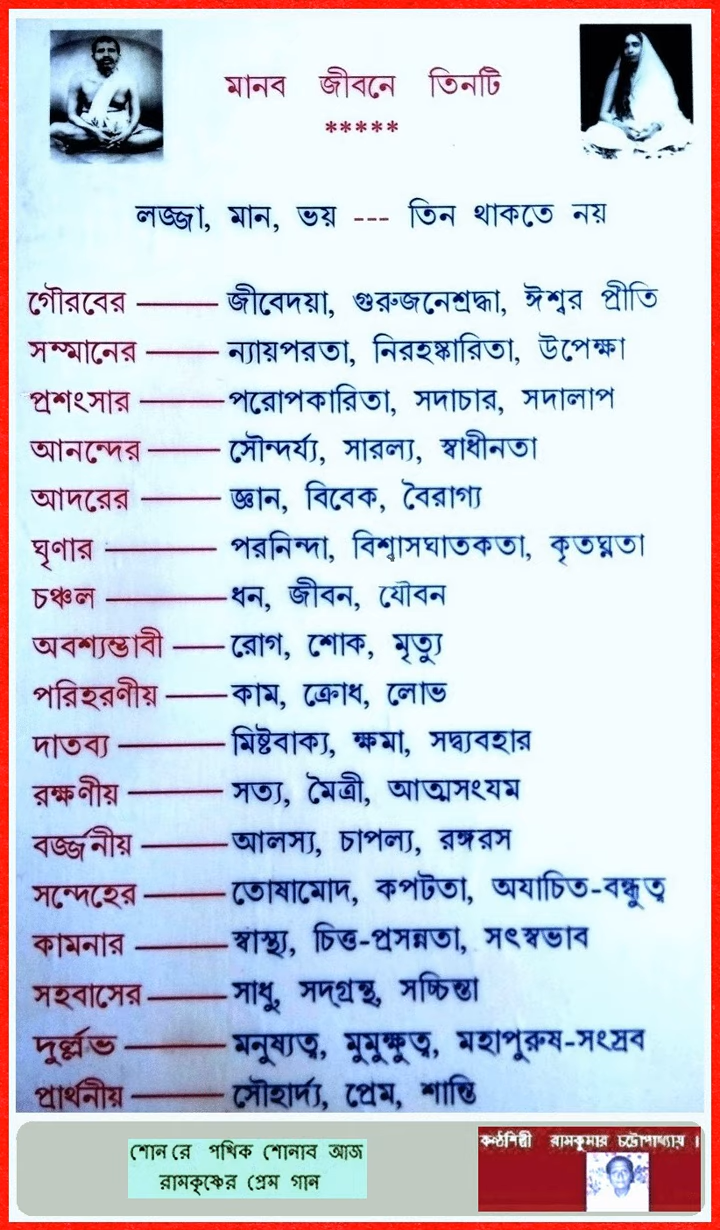 মানব জীবনে তিনটি
*****
লজ্জা, মান, ভয় --- তিন থাকতে নয়
গৌরবের —— জীবেদয়া, গুরুজনেশ্রদ্ধা, ঈশ্বর প্রীতি
সম্মানের —— ন্যায়পরতা, নিরহঙ্কারিতা, উপেক্ষা
প্রশংসার —— পরোপকারিতা, সদাচার, সদালাপ
আনন্দের —— সৌন্দর্য্য, সারল্য, স্বাধীনতা
আদরের —— জ্ঞান, বিবেক, বৈরাগ্য
ঘৃণার —— পরনিন্দা, বিশ্বাসঘাতকতা, কৃতঘ্নতা
চঞ্চল —— ধন, জীবন, যৌবন
অবশ্যম্ভাবী —— রোগ, শোক, মৃত্যু
পরিহরণীয় —— কাম, ক্রোধ, লোভ
দাতব্য —— মিষ্টবাক্য, ক্ষমা, সদ্ব্যবহার
রক্ষণীয় —— সত্য, মৈত্রী, আত্মসংযম
বর্জ্জনীয় —— আলস্য, চাপল্য, রঙ্গরস
সন্দেহের —— তোষামোদ, কপটতা, অযাচিত-বন্ধুত্ব
কামনার —— স্বাস্থ্য, চিত্ত-প্রসন্নতা, সৎস্বভাব
সহবাসের —— সাধু, সদ্‌গ্রন্থ, সচ্চিন্তা
দুর্ল্লভ —— মনুষ্যত্ব, মুমুক্ষুত্ব, মহাপুরুষ-সংস্রব
প্রার্থনীয় —— সৌহার্দ্য, প্রেম, শান্তি
শোন রে পথিক শোনাব আজ
রামকৃষ্ণের প্রেম গান
কণ্ঠশিল্পী রামকুমার চট্টোপাধ্যায় ।